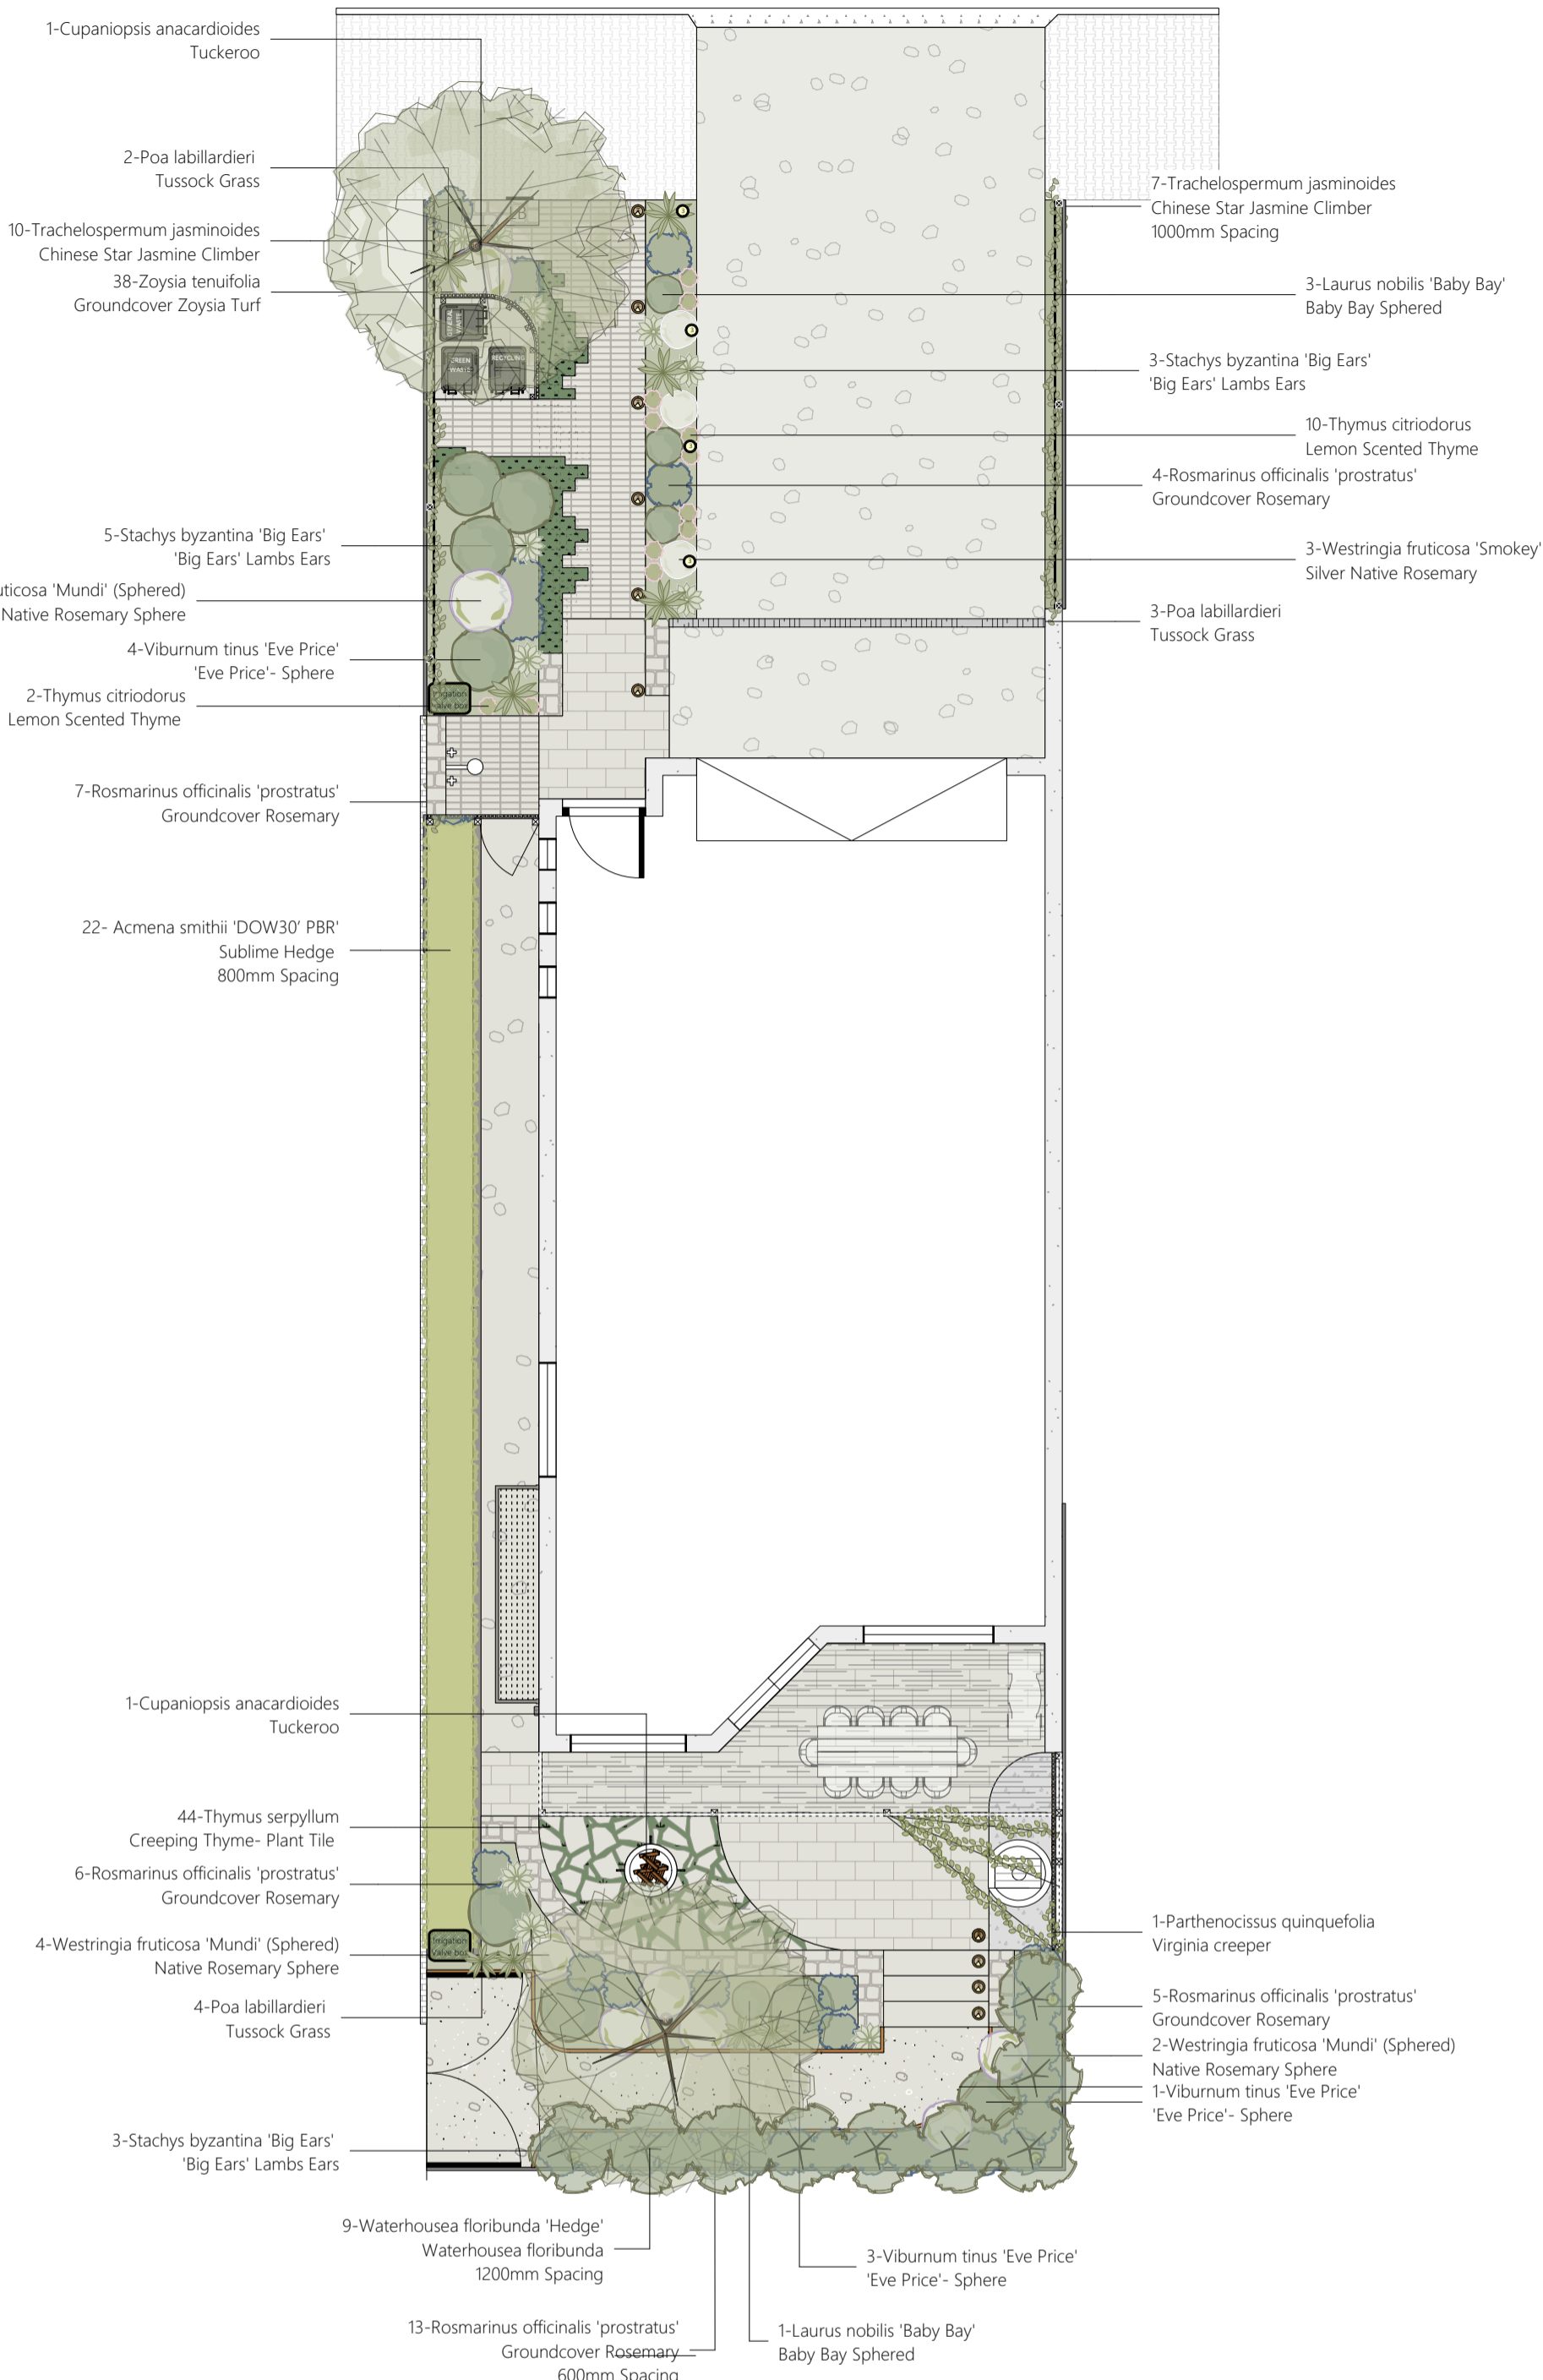 1-Cupaniopsis anacardioides
Tuckeroo
2-Poa labillardieri
Tussock Grass
10-Trachelospermum jasminoides
Chinese Star Jasmine Climber
38-Zoysia tenuifolia
Groundcover Zoysia Turf
GENERAL
WASTE
GREEN
WASTE
RECYCLING
5-Stachys byzantina 'Big Ears'
'Big Ears' Lambs Ears
uticosa 'Mundi' (Sphered)
Native Rosemary Sphere
4-Viburnum tinus 'Eve Price'
'Eve Price'- Sphere
2-Thymus citriodorus
Lemon Scented Thyme
Irrigation
valve box
7-Rosmarinus officinalis 'prostratus'
Groundcover Rosemary
22- Acmena smithii 'DOW30' PBR'
Sublime Hedge
800mm Spacing
7-Trachelospermum jasminoides
Chinese Star Jasmine Climber
1000mm Spacing
3-Laurus nobilis 'Baby Bay'
Baby Bay Sphered
3-Stachys byzantina 'Big Ears'
'Big Ears' Lambs Ears
10-Thymus citriodorus
Lemon Scented Thyme
4-Rosmarinus officinalis 'prostratus'
Groundcover Rosemary
3-Westringia fruticosa 'Smokey'
Silver Native Rosemary
3-Poa labillardieri
Tussock Grass
1-Cupaniopsis anacardioides
Tuckeroo
44-Thymus serpyllum
Creeping Thyme- Plant Tile
6-Rosmarinus officinalis 'prostratus'
Groundcover Rosemary
4-Westringia fruticosa 'Mundi' (Sphered)
Native Rosemary Sphere
Irrigation
Valve box
4-Poa labillardieri
Tussock Grass
3-Stachys byzantina 'Big Ears'
'Big Ears' Lambs Ears
1-Parthenocissus quinquefolia
Virginia creeper
5-Rosmarinus officinalis 'prostratus'
Groundcover Rosemary
2-Westringia fruticosa 'Mundi' (Sphered)
Native Rosemary Sphere
1-Viburnum tinus 'Eve Price'
'Eve Price'- Sphere
9-Waterhousea floribunda 'Hedge'
Waterhousea floribunda
1200mm Spacing
3-Viburnum tinus 'Eve Price'
'Eve Price'- Sphere
13-Rosmarinus officinalis 'prostratus'
Groundcover Rosemary
600mm Spacing
1-Laurus nobilis 'Baby Bay'
Baby Bay Sphered